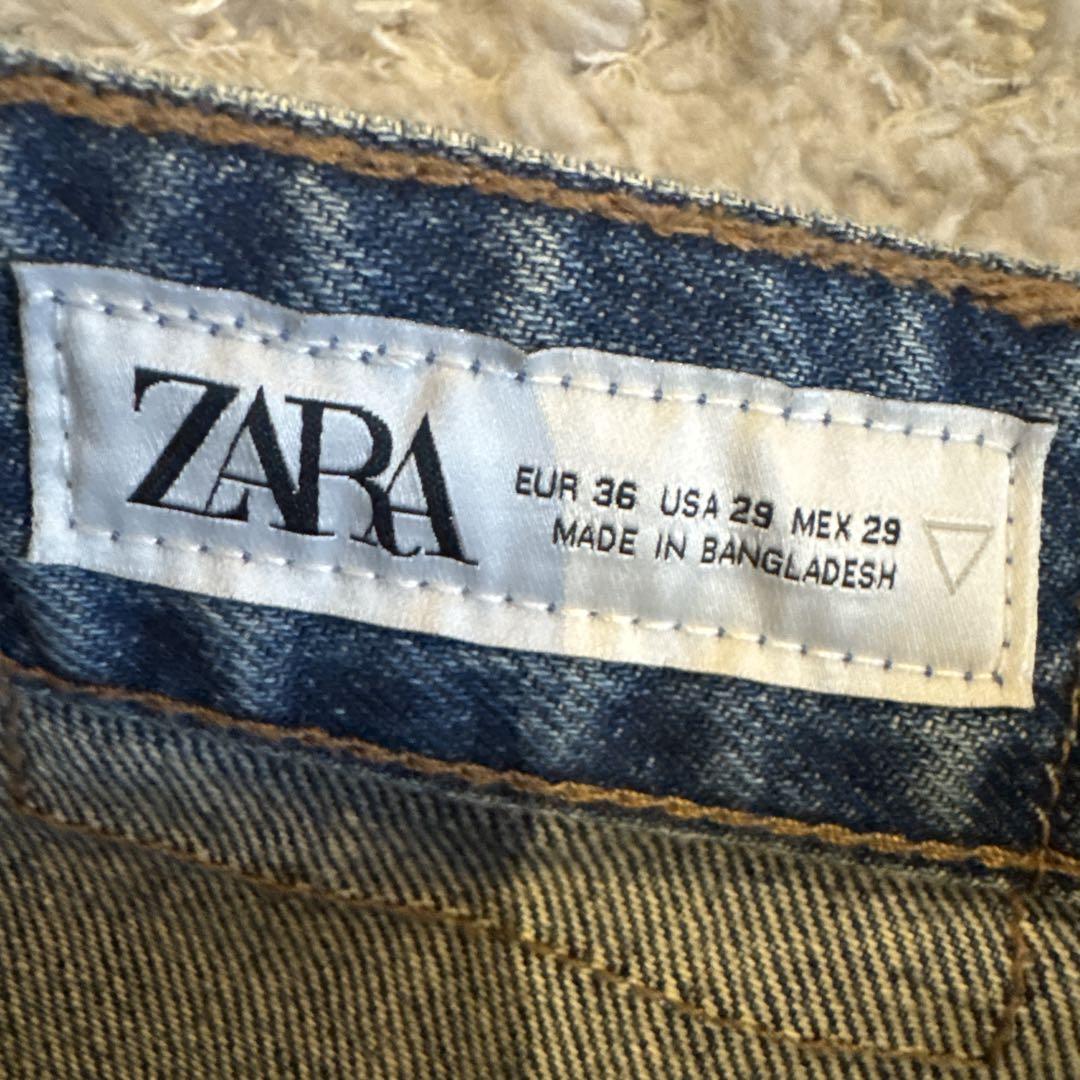 ZARA
EUR 36 USA 29 MEX 29
MADE IN BANGLADESH